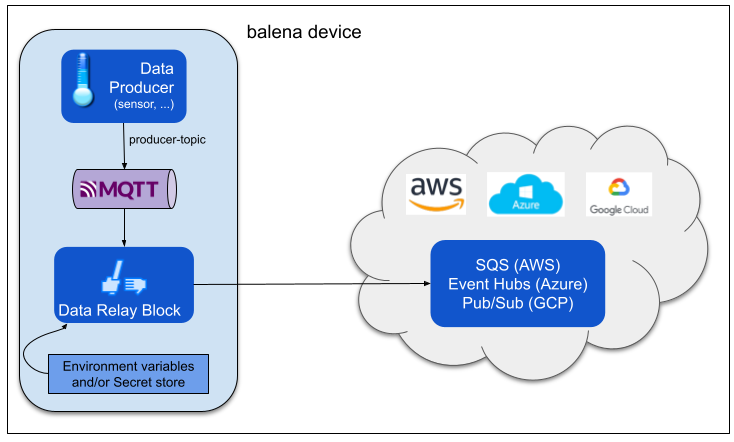 balena device
Data
Producer
(sensor, ...)
producer-topic
MQTT
Data Relay Block
Environment variables
and/or Secret store
aws
Azure
Google Cloud
SQS (AWS)
Event Hubs (Azure)
Pub/Sub (GCP)